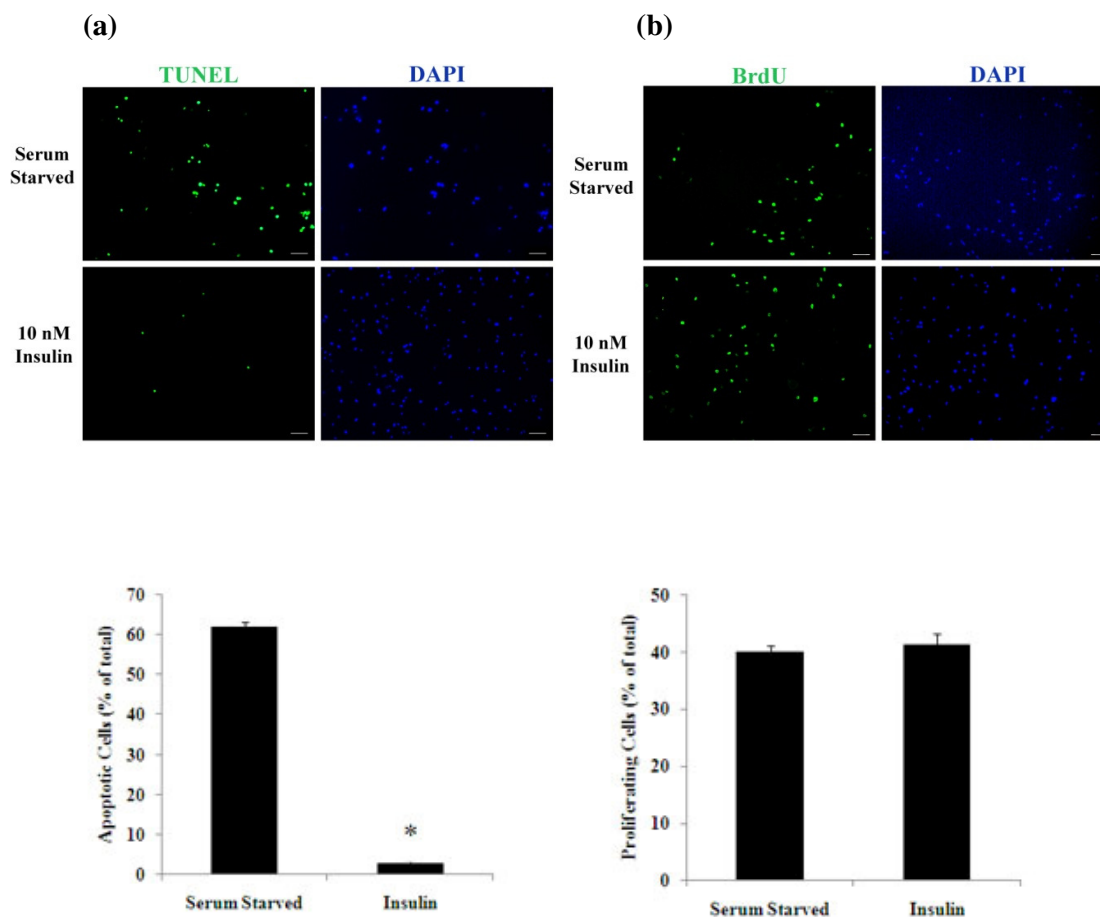 (a)
TUNEL
DAPI
Serum
Starved
10 nM
Insulin
Apoptotic Cells (% of total)
70
60
50
40
30
20
10
0
*
Serum Starved
Insulin
(b)
BrdU
DAPI
Serum
Starved
10 nM
Insulin
Proliferating Cells (% of total)
50
40
30
20
10
0
Serum Starved
Insulin